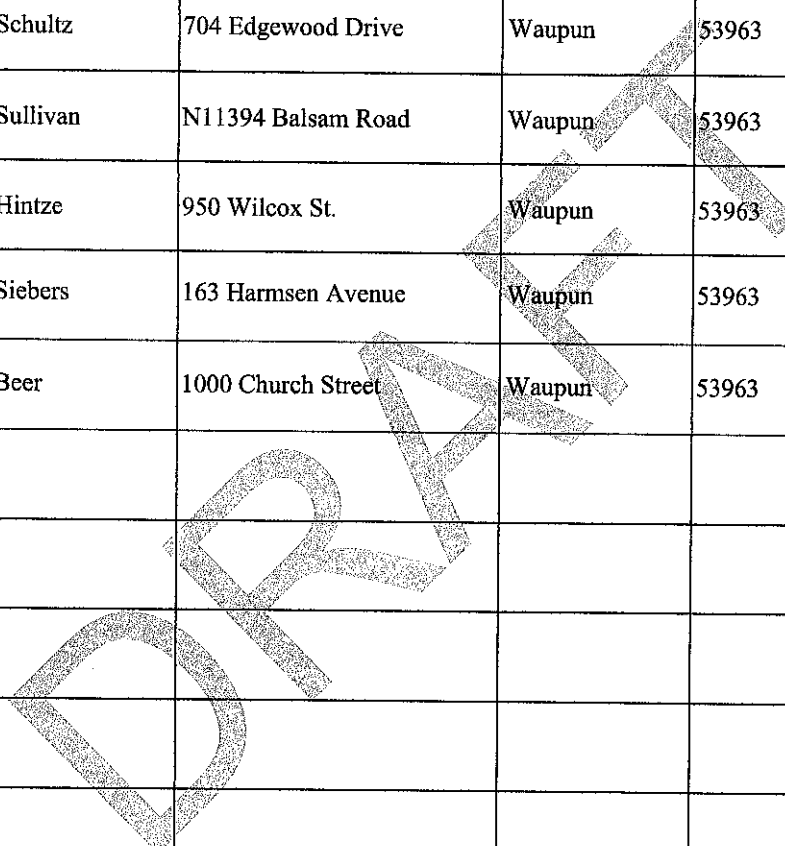 Schultz 704 Edgewood Drive Waupun 53963
Sullivan N11394 Balsam Road Waupun 53963
Hintze 950 Wilcox St. Waupun 53963
Siebers 163 Harmsen Avenue Waupun 53963
Beer 1000 Church Street Waupun 53963
DRAFT